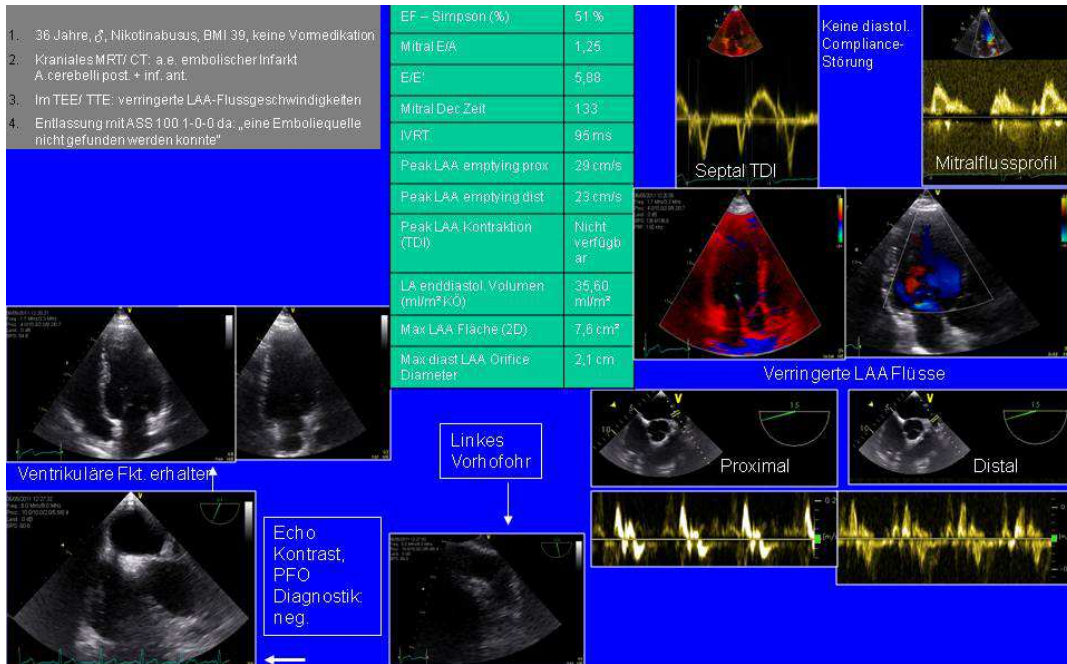 1. 36 Jahre, ♂, Nikotinabusus, BMI 39, keine Vormedikation
2. Kraniales MRT/ CT: a.e. embolischer Infarkt
A.cerebelli post. + inf. ant.
3. Im TEE/ TTE: verringerte LAA-Flussgeschwindigkeiten
4. Entlassung mit ASS 100 1-0-0 da: „eine Emboliequelle
nicht gefunden werden konnte"
EF – Simpson (%) 51 %
Mitral E/A 1,25
E/E' 5,88
Mitral Dec Zeit 133
IVRT 95 ms
Peak LAA emptying prox 29 cm/s
Peak LAA emptying dist 23 cm/s
Peak LAA Kontraktion
(TDI)
Nicht
verfügb
ar
LA enddiastol. Volumen
(ml/m² KÖ)
35,60
ml/m²
Max LAA Fläche (2D) 7,6 cm²
Max diast LAA Orifice
Diameter
2,1 cm
Septal TDI
Keine diastol.
Compliance-
Störung
Mitralflussprofil
Verringerte LAA Flüsse
Proximal
Distal
Ventrikuläre Fkt. erhalten
Linkes
Vorhofohr
Echo
Kontrast,
PFO
Diagnostik:
neg.